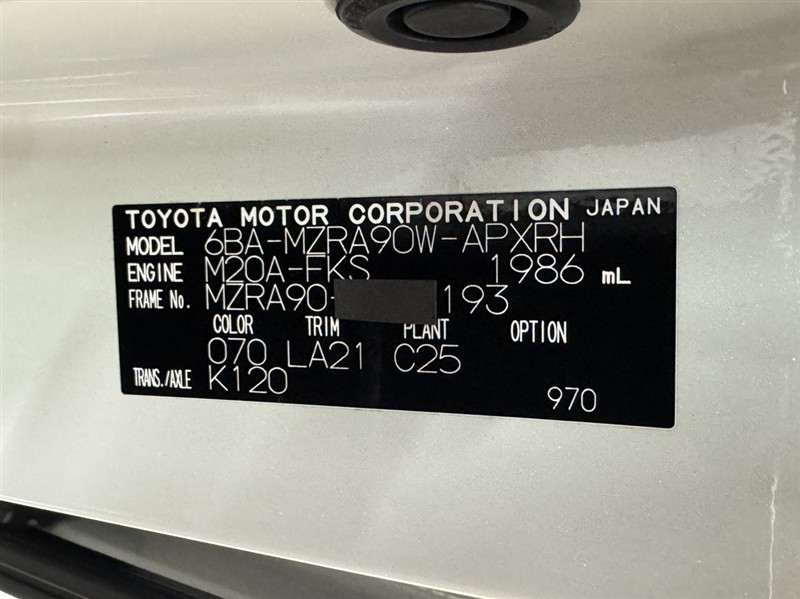 TOYOTA MOTOR CORPORATION JAPAN
MODEL 6BA-MZRA90W-APXRH
ENGINE M20A-FKS 1986 mL
FRAME No. MZRA90- 193
COLOR TRIM PLANT OPTION
070 LA21 C25
TRANS./AXLE K120
970